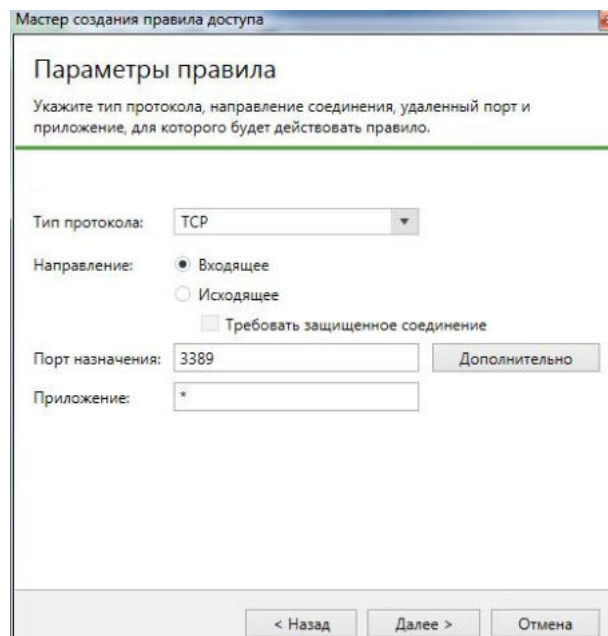 Мастер создания правила доступа
Параметры правила
Укажите тип протокола, направление соединения, удаленный порт и
приложение, для которого будет действовать правило.
Тип протокола: TCP
Направление: Входящее
Исходящее
Требовать защищенное соединение
Порт назначения: 3389 Дополнительно
Приложение: *
< Назад Далее > Отмена